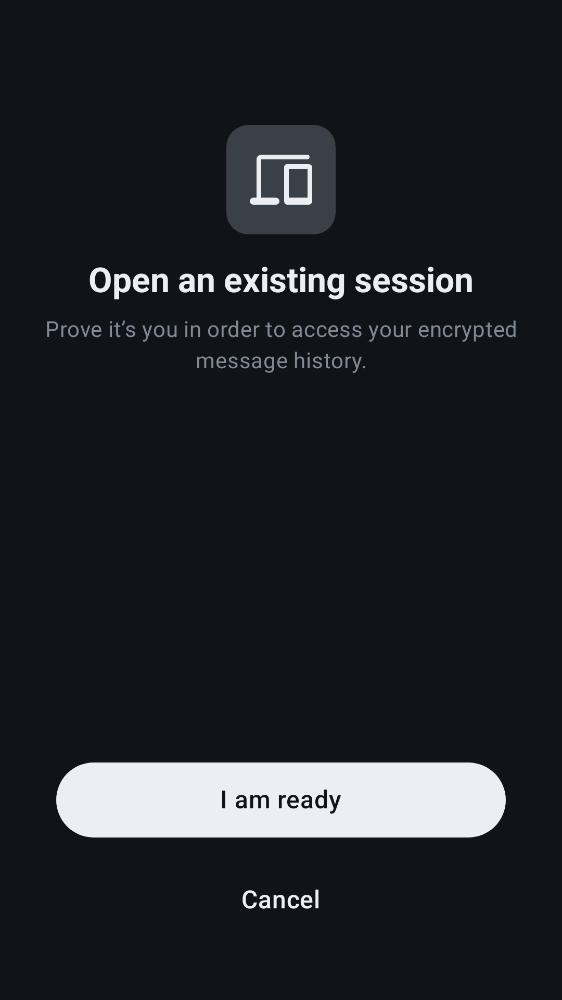 Open an existing session
Prove it’s you in order to access your encrypted
message history.
I am ready
Cancel